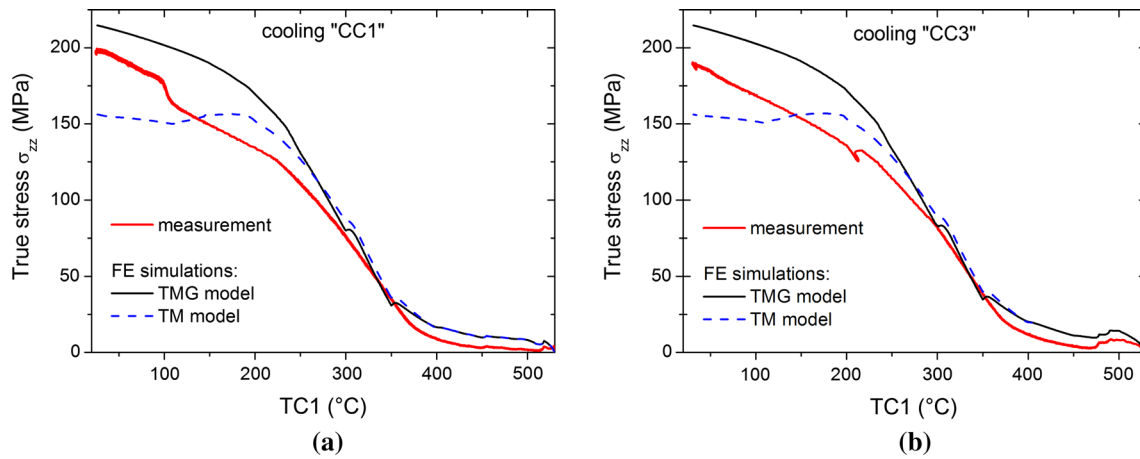 cooling "CC1"
200
150
100
50
0
True stress σzz (MPa)
measurement
FE simulations:
TMG model
TM model
100
200
300
400
500
TC1 (°C)
(a)
cooling "CC3"
200
150
100
50
0
True stress σzz (MPa)
measurement
FE simulations:
TMG model
TM model
100
200
300
400
500
TC1 (°C)
(b)